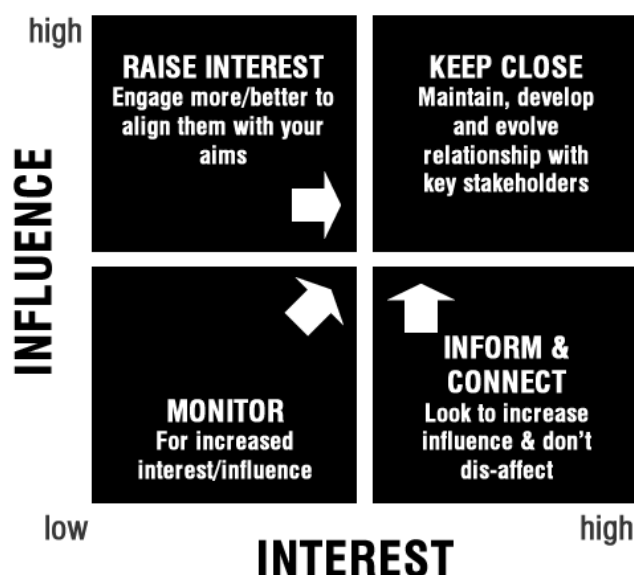 high
RAISE INTEREST
Engage more/better to
align them with your
aims
KEEP CLOSE
Maintain, develop
and evolve
relationship with
key stakeholders
INFLUENCE
MONITOR
For increased
interest/influence
INFORM &
CONNECT
Look to increase
influence & don't
dis-affect
low
high
INTEREST